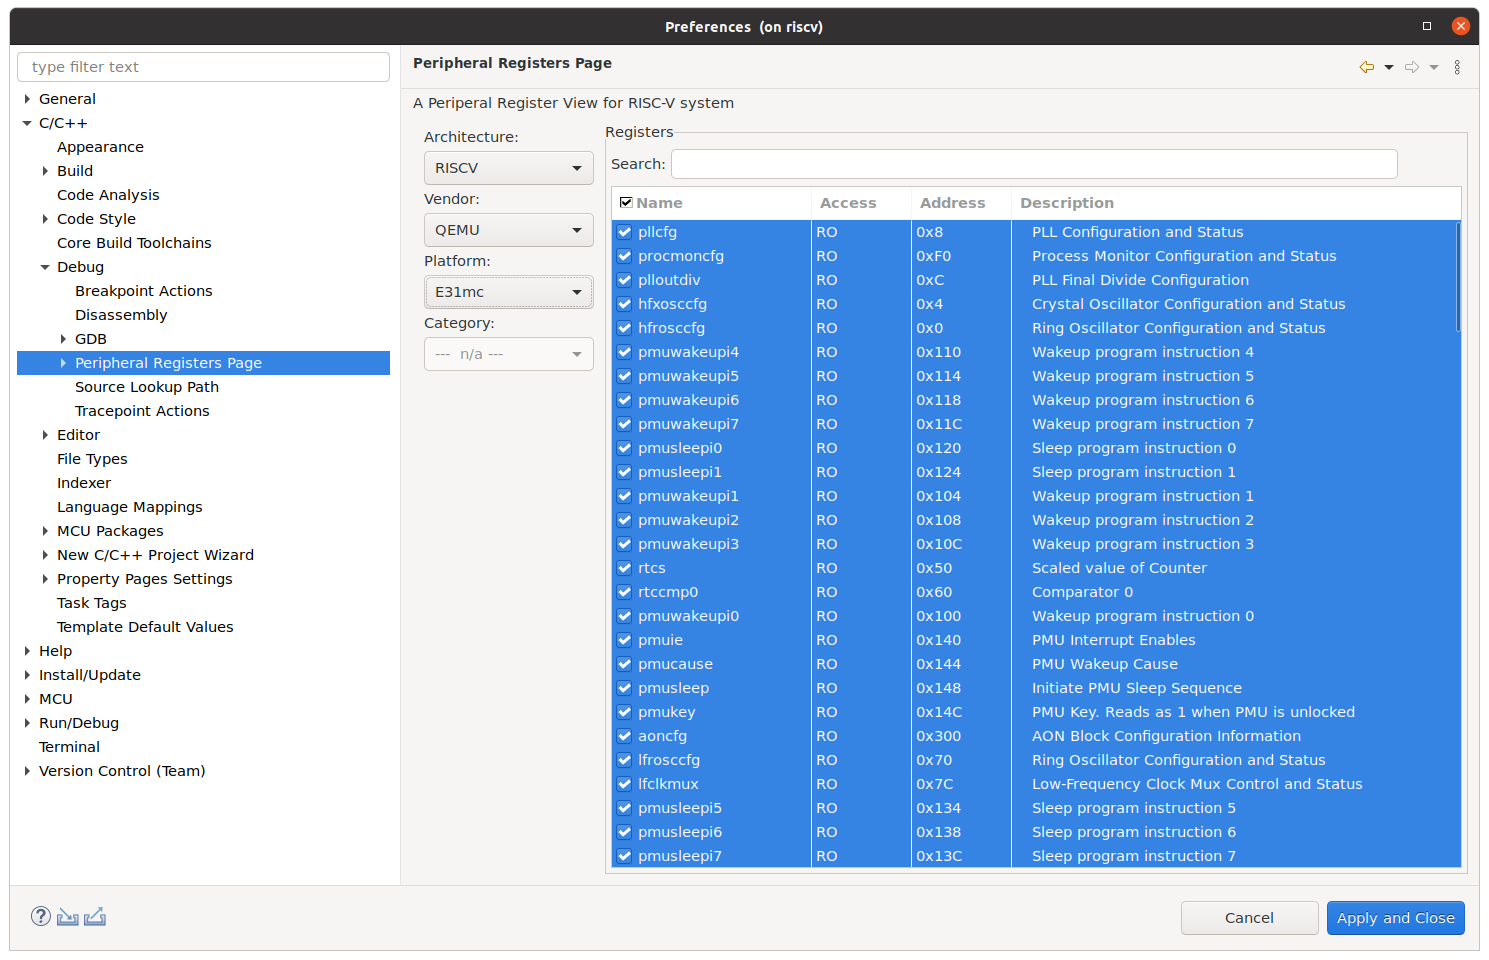 Preferences (on riscv)
type filter text
General
C/C++
Appearance
Build
Code Analysis
Code Style
Core Build Toolchains
Debug
Breakpoint Actions
Disassembly
GDB
Peripheral Registers Page
Source Lookup Path
Tracepoint Actions
Editor
File Types
Indexer
Language Mappings
MCU Packages
New C/C++ Project Wizard
Property Pages Settings
Task Tags
Template Default Values
Help
Install/Update
MCU
Run/Debug
Terminal
Version Control (Team)
Peripheral Registers Page
A Periperal Register View for RISC-V system
Architecture:
RISCV
Vendor:
QEMU
Platform:
E31mc
Category:
--- n/a ---
Registers
Search:
Name Access Address Description
pllcfg RO 0x8 PLL Configuration and Status
procmoncfg RO 0xF0 Process Monitor Configuration and Status
plloutdiv RO 0xC PLL Final Divide Configuration
hfxosccfg RO 0x4 Crystal Oscillator Configuration and Status
hfrosccfg RO 0x0 Ring Oscillator Configuration and Status
pmuwakeupi4 RO 0x110 Wakeup program instruction 4
pmuwakeupi5 RO 0x114 Wakeup program instruction 5
pmuwakeupi6 RO 0x118 Wakeup program instruction 6
pmuwakeupi7 RO 0x11C Wakeup program instruction 7
pmusleepi0 RO 0x120 Sleep program instruction 0
pmusleepi1 RO 0x124 Sleep program instruction 1
pmuwakeupi1 RO 0x104 Wakeup program instruction 1
pmuwakeupi2 RO 0x108 Wakeup program instruction 2
pmuwakeupi3 RO 0x10C Wakeup program instruction 3
rtcs RO 0x50 Scaled value of Counter
rtccmp0 RO 0x60 Comparator 0
pmuwakeupi0 RO 0x100 Wakeup program instruction 0
pmuie RO 0x140 PMU Interrupt Enables
pmucause RO 0x144 PMU Wakeup Cause
pmusleep RO 0x148 Initiate PMU Sleep Sequence
pmukey RO 0x14C PMU Key. Reads as 1 when PMU is unlocked
aoncfg RO 0x300 AON Block Configuration Information
lfrosccfg RO 0x70 Ring Oscillator Configuration and Status
lfclkmux RO 0x7C Low-Frequency Clock Mux Control and Status
pmusleepi5 RO 0x134 Sleep program instruction 5
pmusleepi6 RO 0x138 Sleep program instruction 6
pmusleepi7 RO 0x13C Sleep program instruction 7
Cancel
Apply and Close